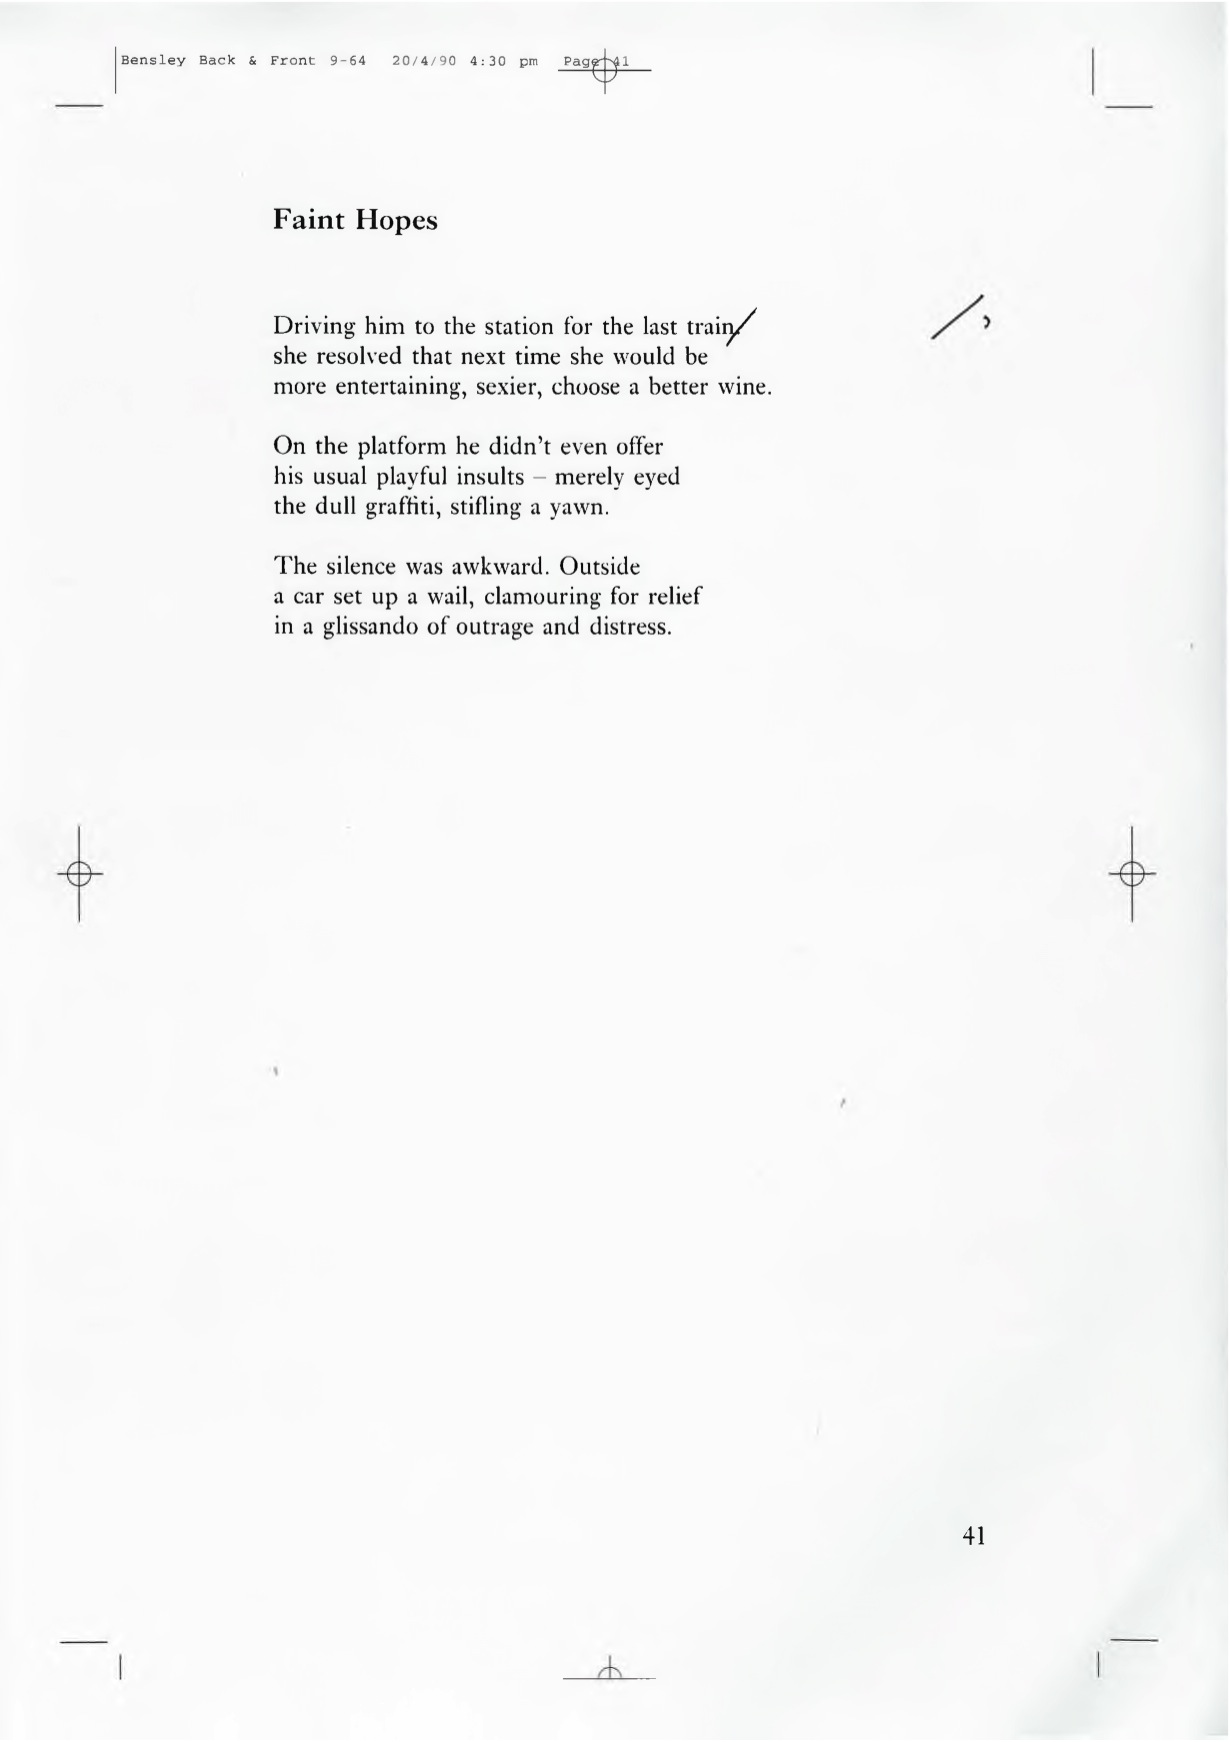 Bensley Back & Front 9-64 20/4/90 4:30 pm Page 41
Faint Hopes
Driving him to the station for the last train/
/,
she resolved that next time she would be
more entertaining, sexier, choose a better wine.
On the platform he didn't even offer
his usual playful insults – merely eyed
the dull graffiti, stifling a yawn.
The silence was awkward. Outside
a car set up a wail, clamouring for relief
in a glissando of outrage and distress.
41